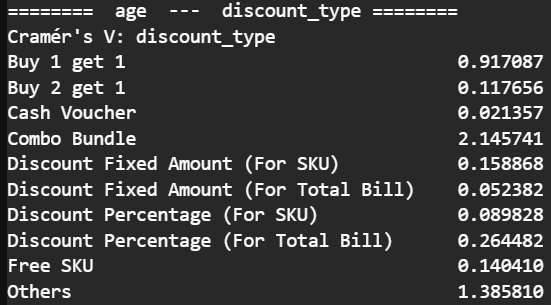 ======== age --- discount_type ========
Cramér's V: discount_type
Buy 1 get 1 0.917087
Buy 2 get 1 0.117656
Cash Voucher 0.021357
Combo Bundle 2.145741
Discount Fixed Amount (For SKU) 0.158868
Discount Fixed Amount (For Total Bill) 0.052382
Discount Percentage (For SKU) 0.089828
Discount Percentage (For Total Bill) 0.264482
Free SKU 0.140410
Others 1.385810